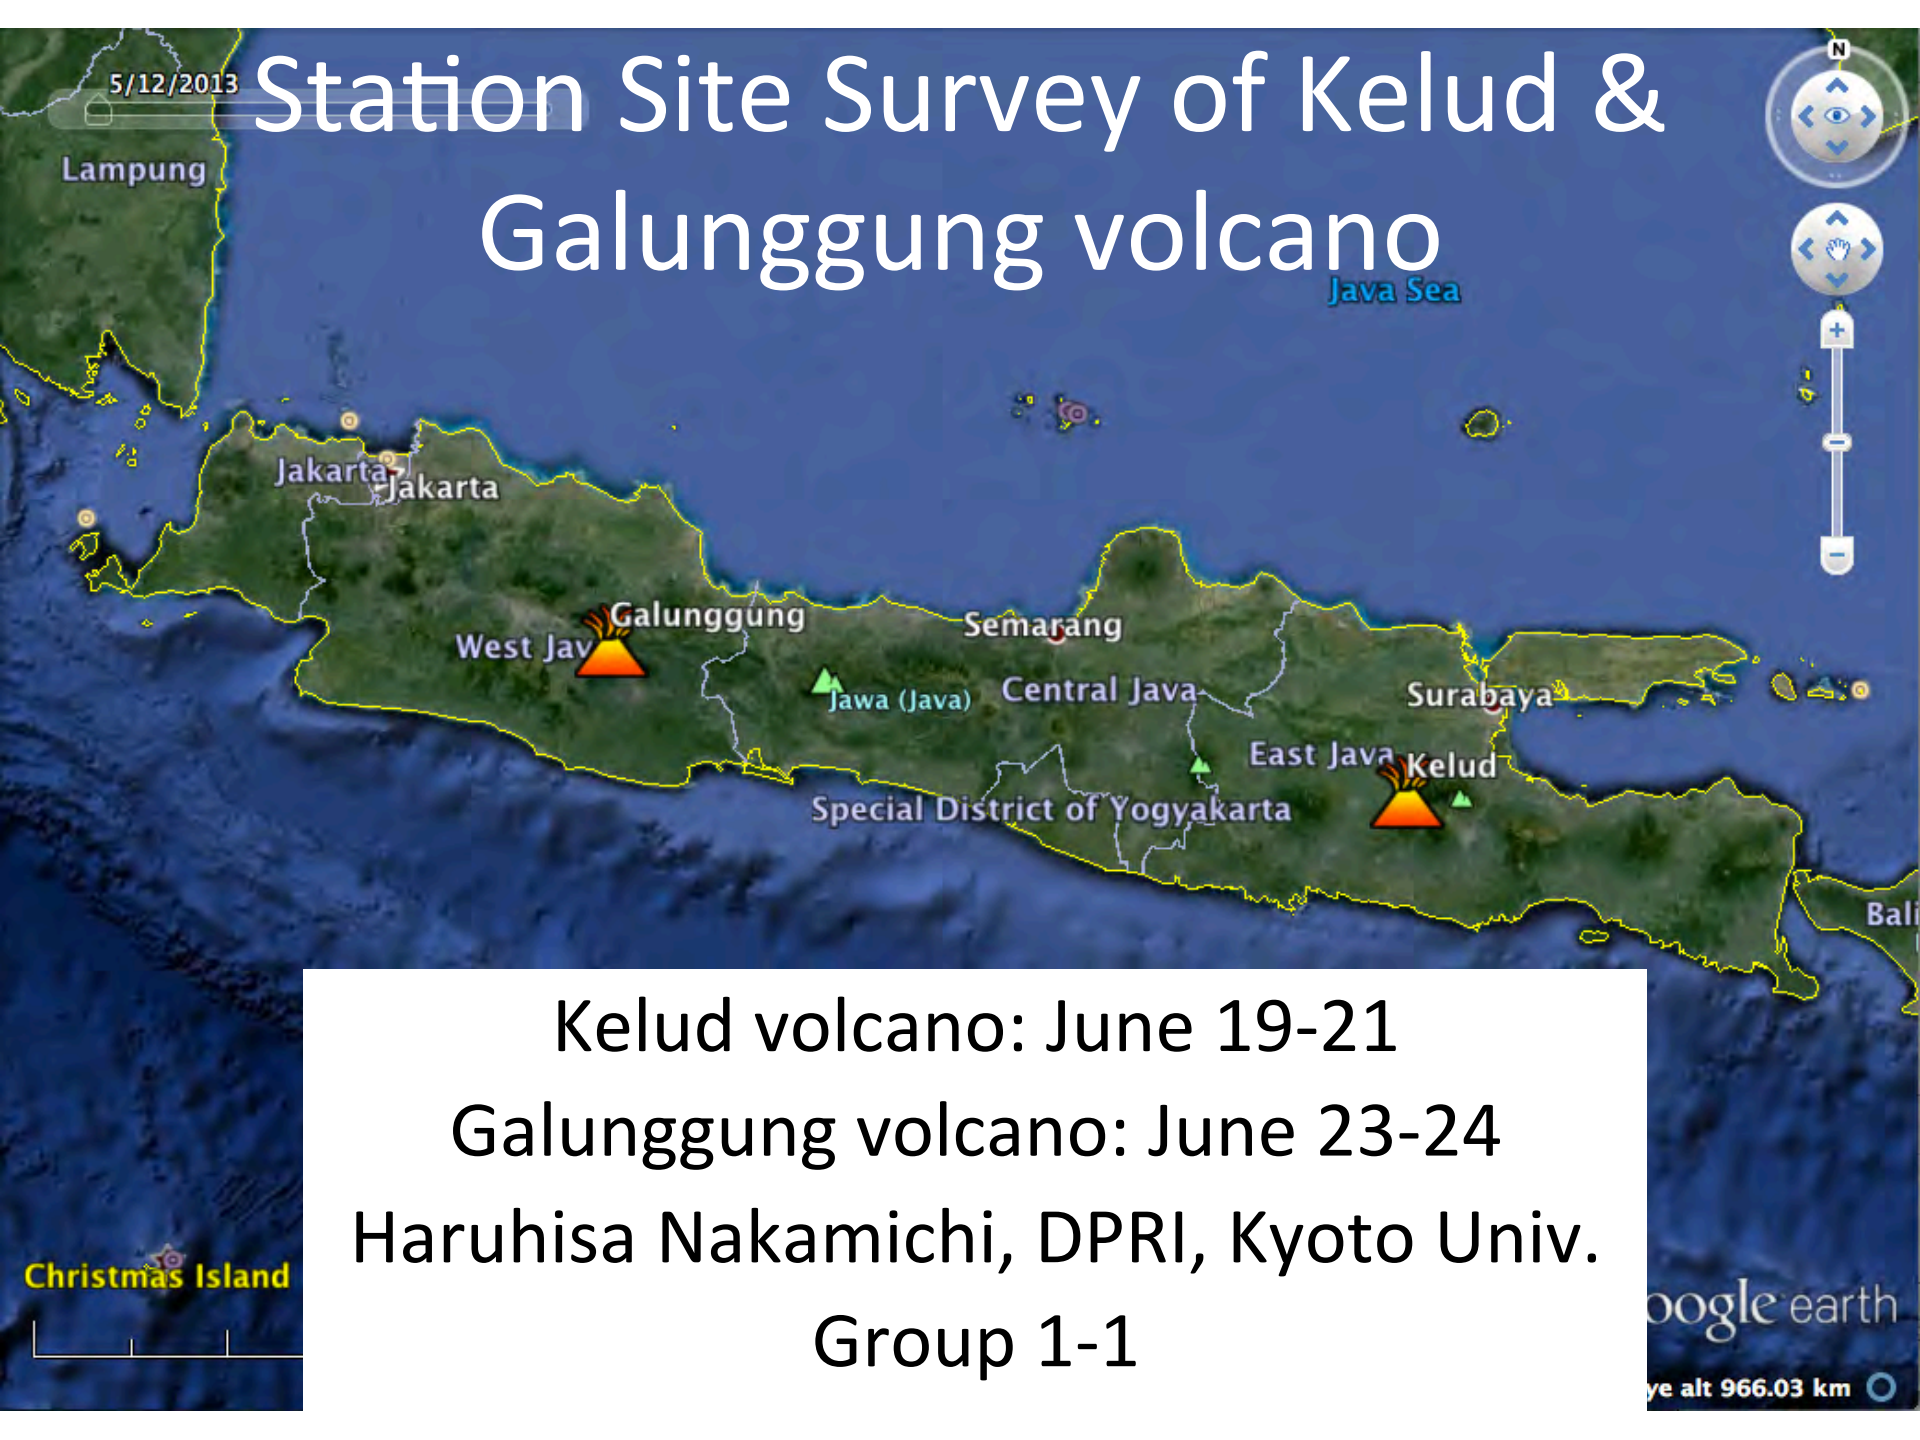 Station Site Survey of Kelud &
Galunggung volcano
5/12/2013
N
Lampung
Java Sea
Jakarta
Jakarta
Galunggung
West Jav
Semarang
Jawa (Java)
Central Java
Surabaya
East Java
Kelud
Special District of Yogyakarta
Bali
Kelud volcano: June 19-21
Galunggung volcano: June 23-24
Haruhisa Nakamichi, DPRI, Kyoto Univ.
Group 1-1
Christmas Island
oogle earth
ye alt 966.03 km